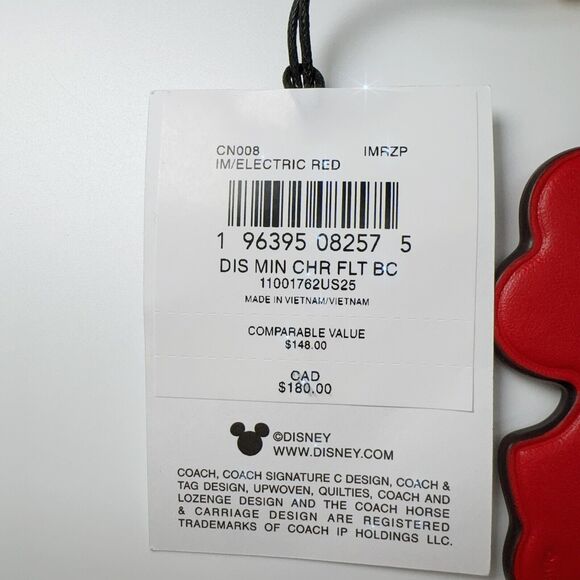 CN008 IMRZP
IM/ELECTRIC RED
1 96395 08257 5
DIS MIN CHR FLT BC
11001762US25
MADE IN VIETNAM/VIETNAM
COMPARABLE VALUE
$148.00
CAD
$180.00
©DISNEY
WWW.DISNEY.COM
COACH, COACH SIGNATURE C DESIGN, COACH &
TAG DESIGN, UPWOVEN, QUILTIES, COACH AND
LOZENGE DESIGN AND THE COACH HORSE
& CARRIAGE DESIGN ARE REGISTERED
TRADEMARKS OF COACH IP HOLDINGS LLC.